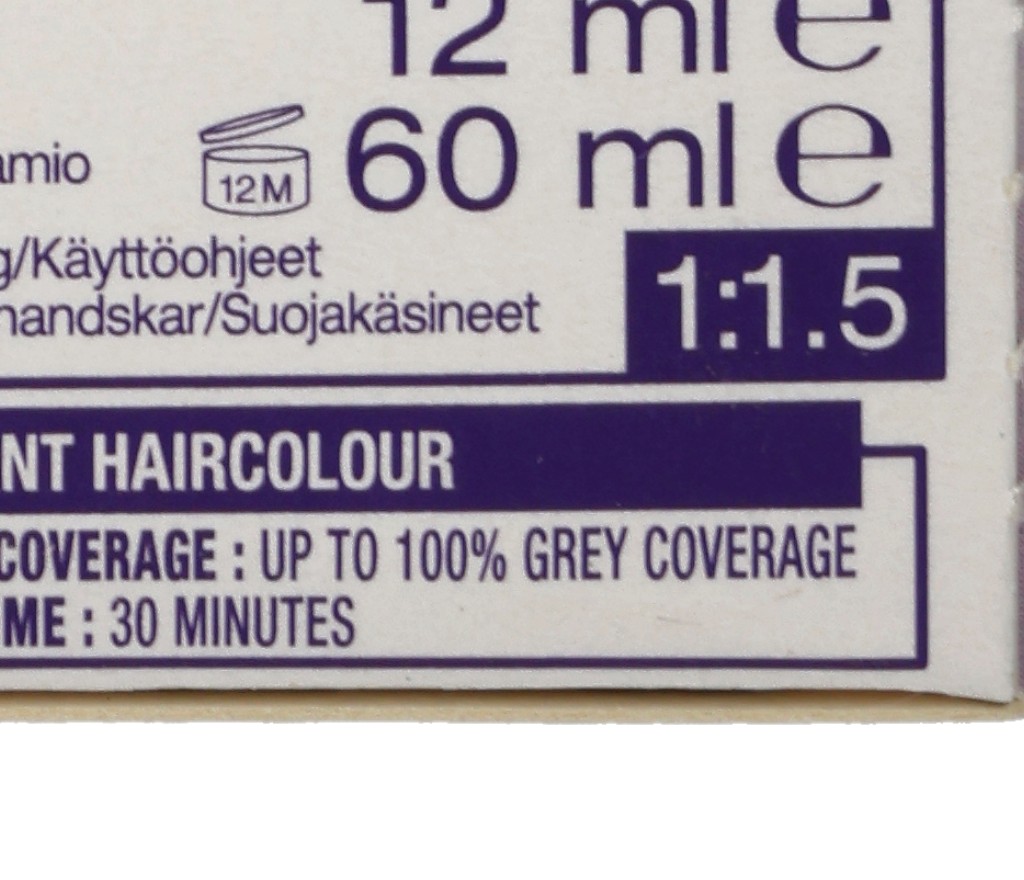 12 ml e
amio 12M 60 ml e
g/Käyttöohjeet
handskar/Suojakäsineet
1:1.5
NT HAIRCOLOUR
COVERAGE : UP TO 100% GREY COVERAGE
ME : 30 MINUTES